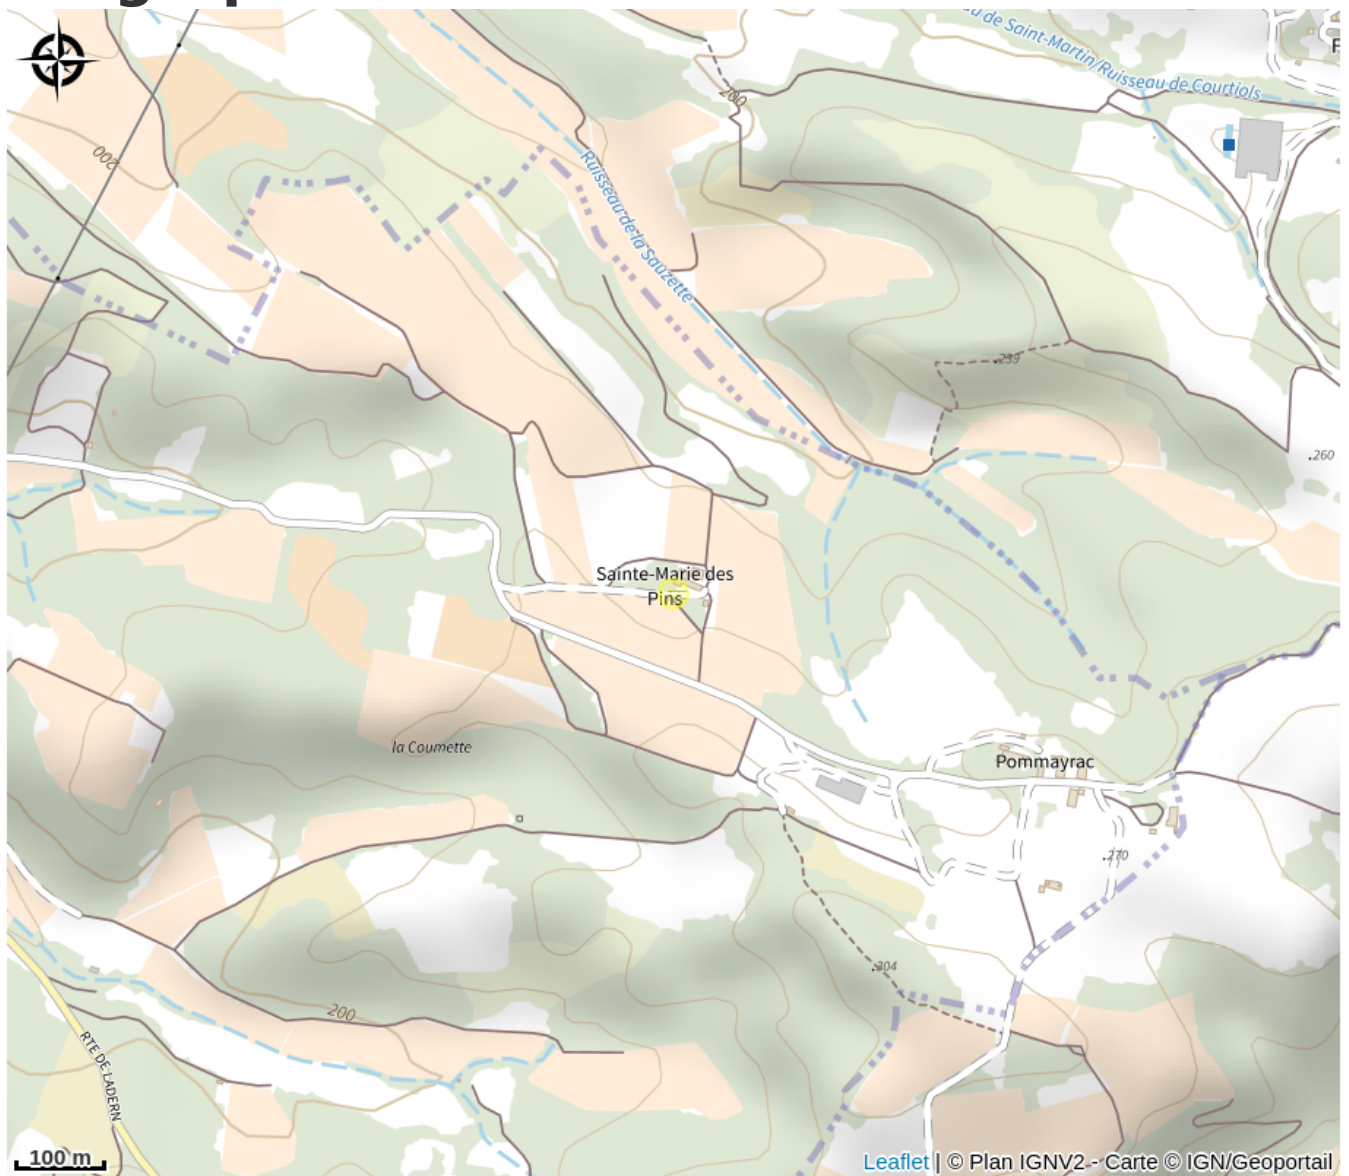 u de Saint-Martin/Ruisseau de Courtiols
F
200
200
Ruisseau de la Sauzette
.239
.260
Sainte-Marie des
Pins
la Coumette
Pommayrac
.270
.304
200
RTE DE LADERN
100 m
Leaflet | © Plan IGNV2 - Carte © IGN/Geoportail